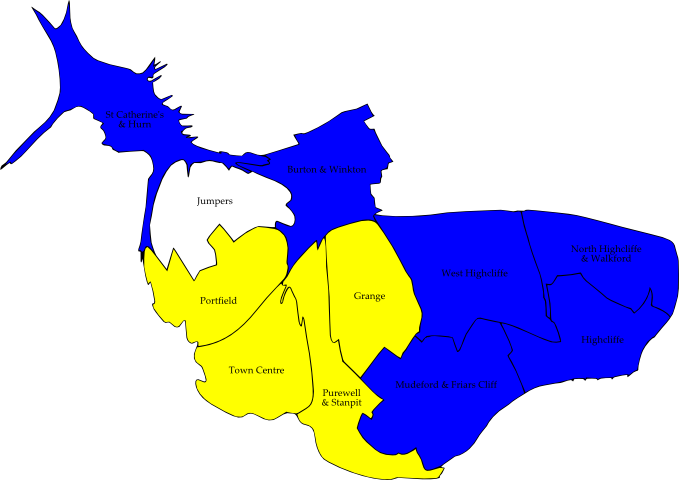 St Catherine's
& Hurn
Burton & Winkton
Jumpers
North Highcliffe
& Walkford
West Highcliffe
Grange
Portfield
Highcliffe
Town Centre
Mudeford & Friars Cliff
Purewell
& Stanpit